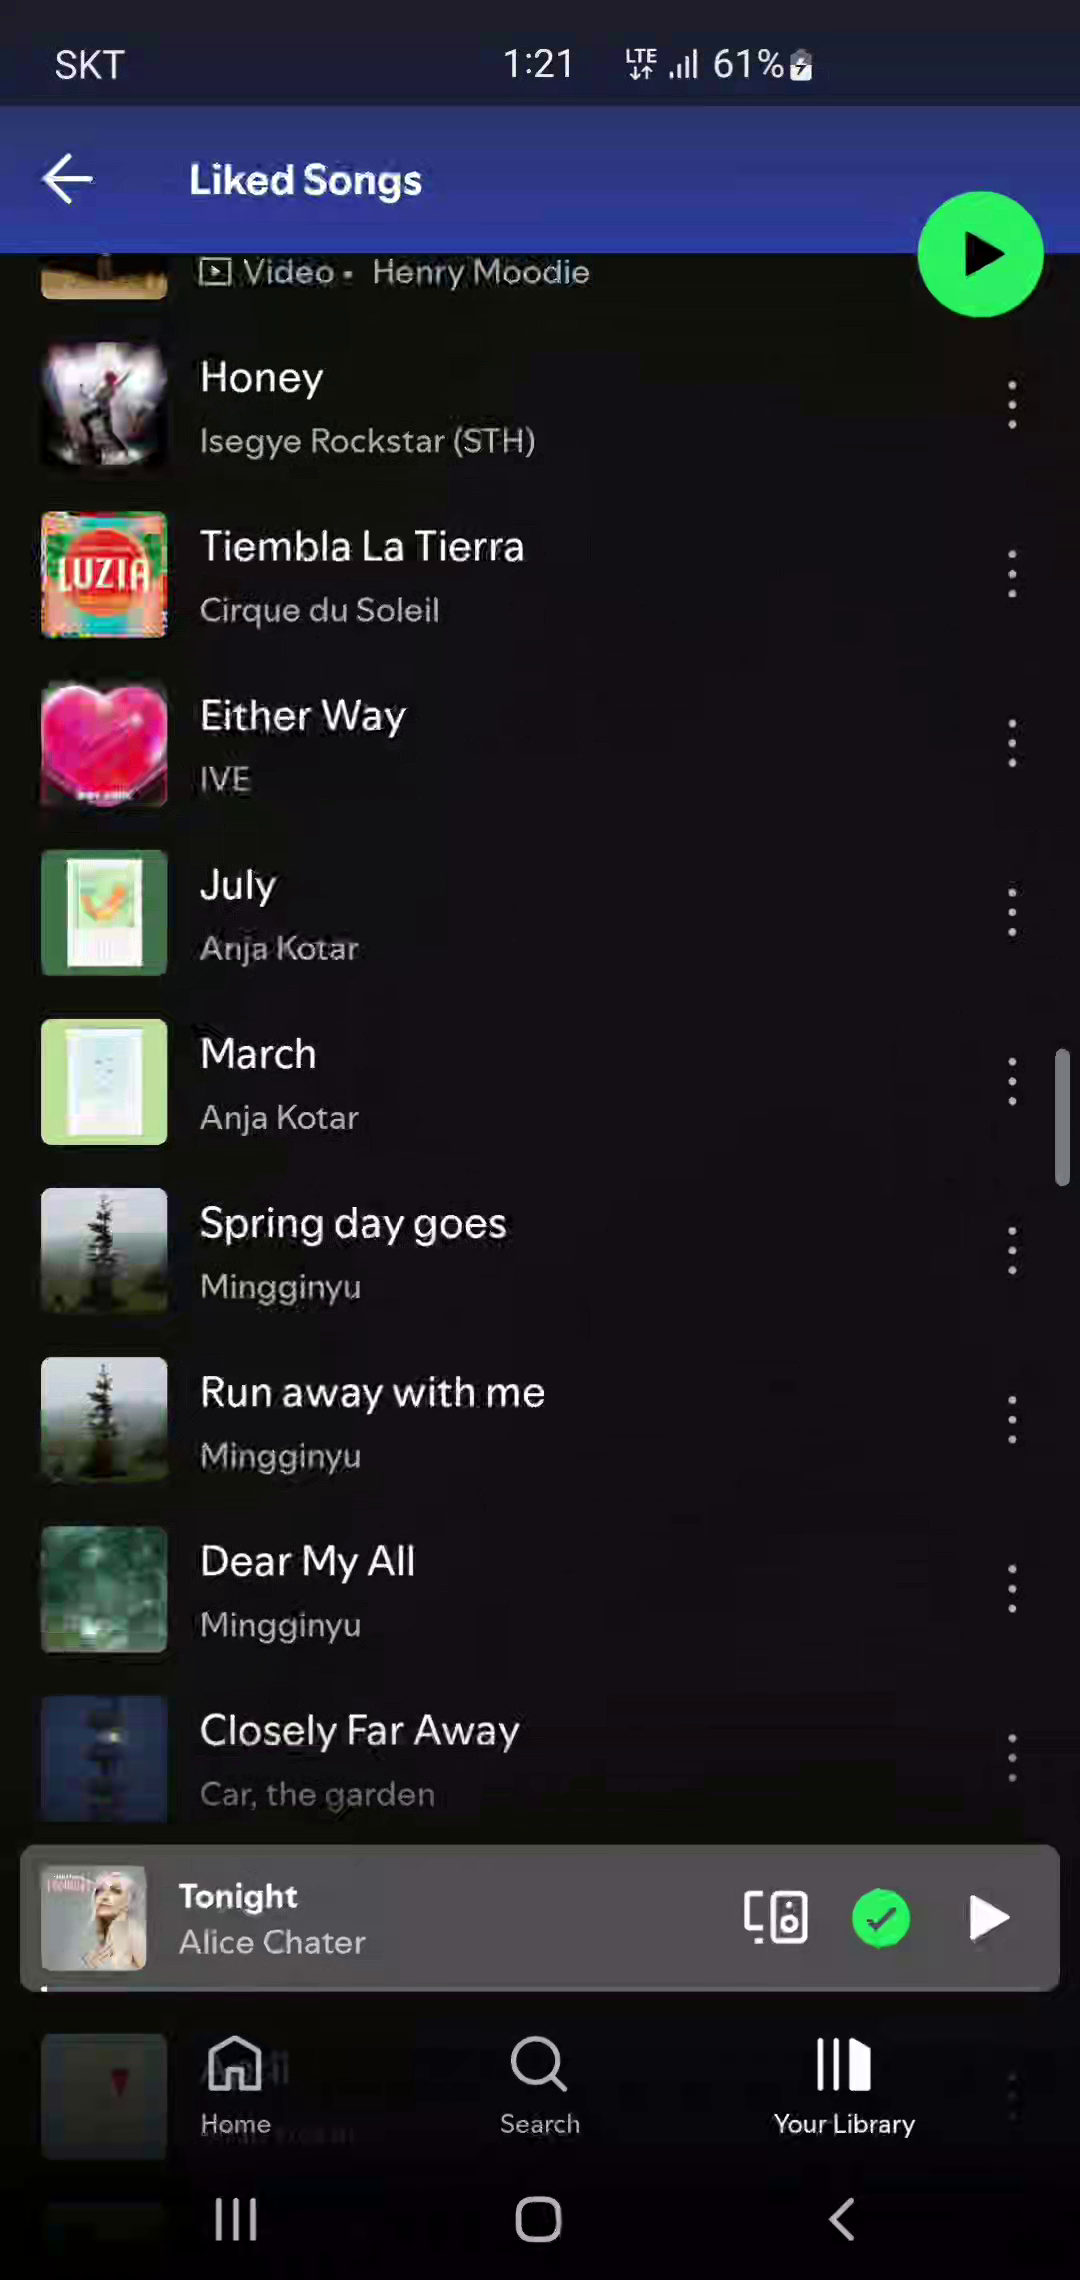 SKT 1:21 LTE 61%
Liked Songs
Video • Henry Moodie
Honey
Isegye Rockstar (STH)
LUZIA
Tiembla La Tierra
Cirque du Soleil
Either Way
IVE
July
Anja Kotar
March
Anja Kotar
Spring day goes
Mingginyu
Run away with me
Mingginyu
Dear My All
Mingginyu
Closely Far Away
Car, the garden
Tonight
Alice Chater
April
Home
Search
Your Library